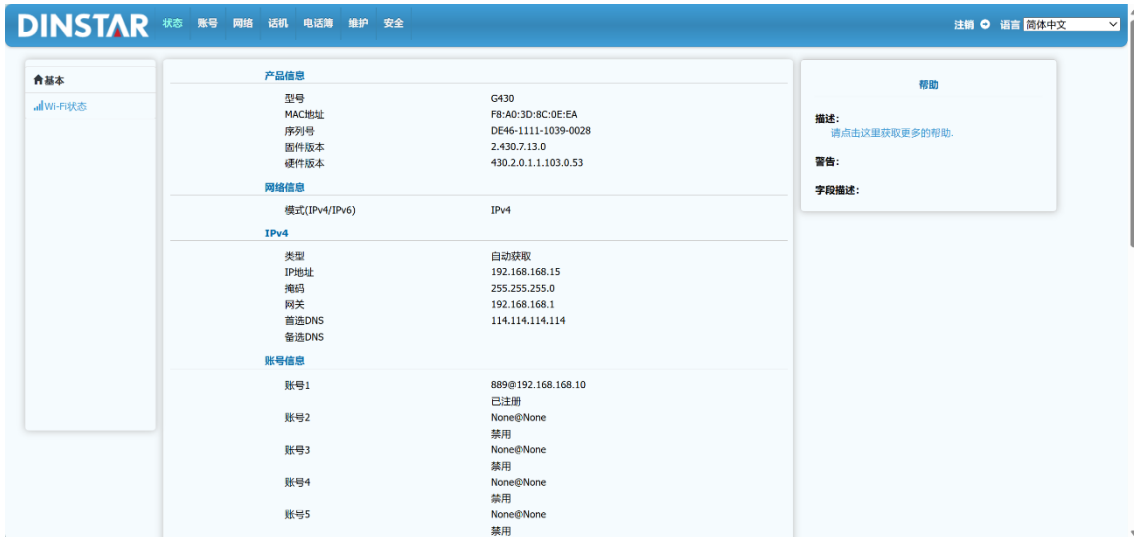 DINSTAR 状态 账号 网络 话机 电话簿 维护 安全 注销 语言 简体中文
基本
Wi-Fi状态
产品信息
型号 G430
MAC地址 F8:A0:3D:8C:0E:EA
序列号 DE46-1111-1039-0028
固件版本 2.430.7.13.0
硬件版本 430.2.0.1.1.103.0.53
网络信息
模式(IPv4/IPv6) IPv4
IPv4
类型 自动获取
IP地址 192.168.168.15
掩码 255.255.255.0
网关 192.168.168.1
首选DNS 114.114.114.114
备选DNS
账号信息
账号1 889@192.168.168.10
已注册
账号2 None@None
禁用
账号3 None@None
禁用
账号4 None@None
禁用
账号5 None@None
禁用
帮助
描述:
请点击这里获取更多的帮助.
警告:
字段描述: